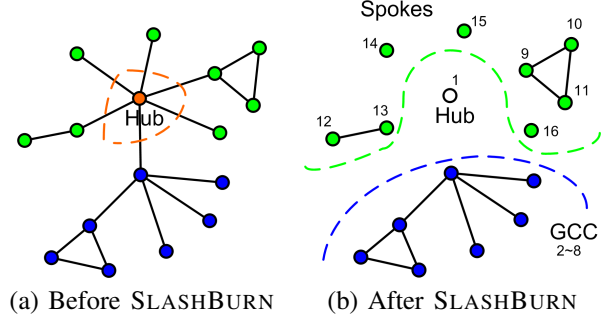 Hub
Spokes
15
14
10
9
11
1
Hub
12
13
16
GCC
2~8
(a) Before SLASHBURN
(b) After SLASHBURN